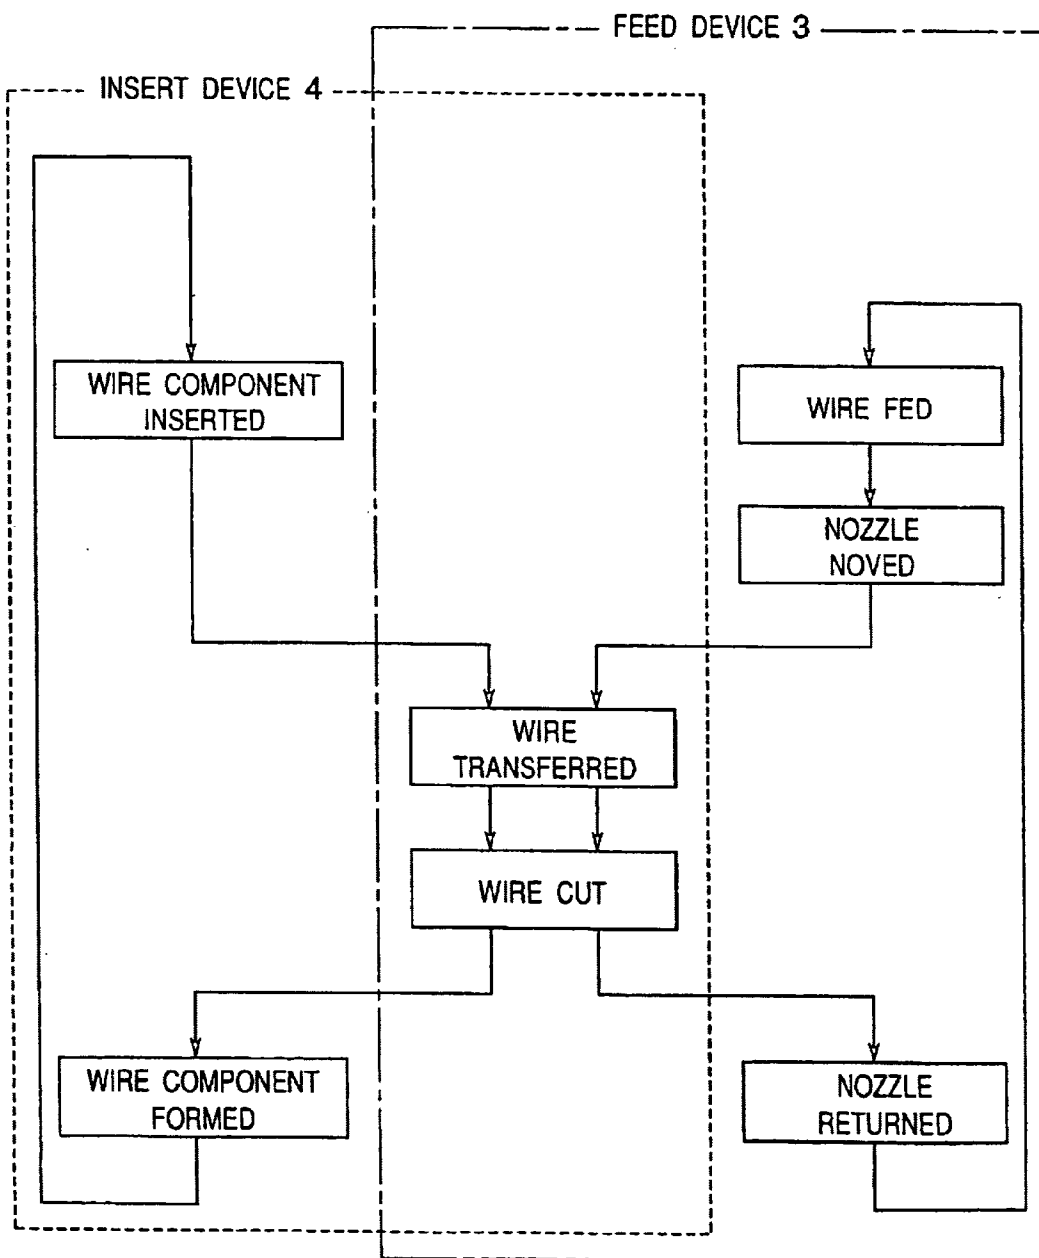 FEED DEVICE 3
INSERT DEVICE 4
WIRE COMPONENT
INSERTED
WIRE FED
NOZZLE
NOVED
WIRE
TRANSFERRED
WIRE CUT
WIRE COMPONENT
FORMED
NOZZLE
RETURNED